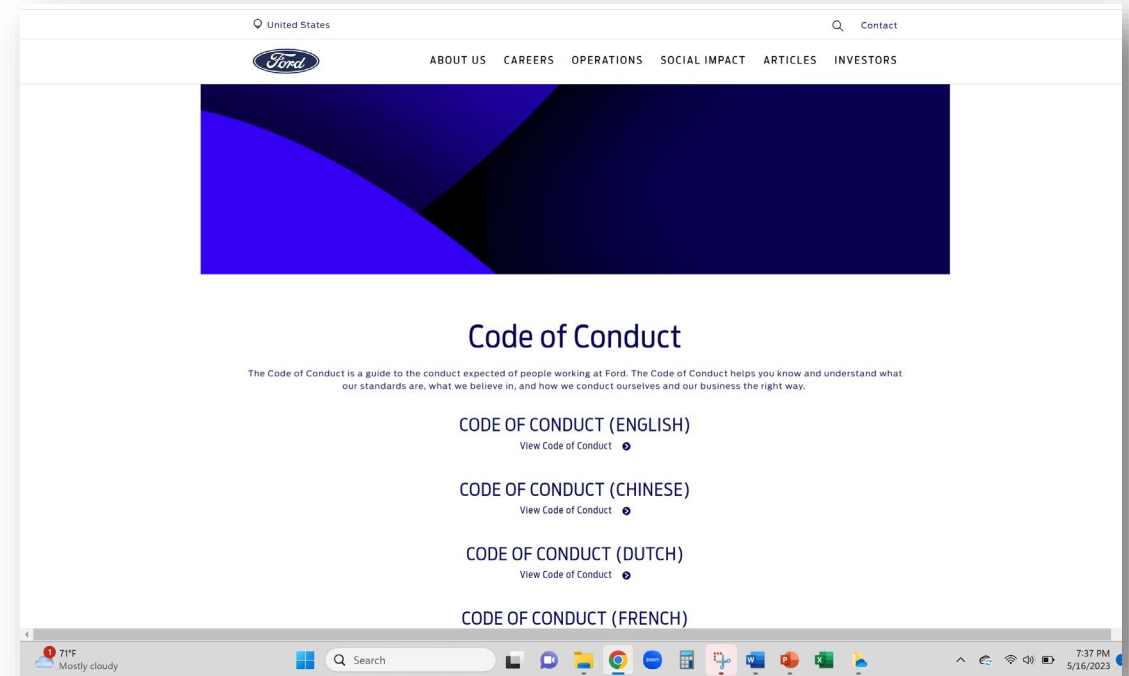 United States
Contact
Ford
ABOUT US CAREERS OPERATIONS SOCIAL IMPACT ARTICLES INVESTORS
Code of Conduct
The Code of Conduct is a guide to the conduct expected of people working at Ford. The Code of Conduct helps you know and understand what
our standards are, what we believe in, and how we conduct ourselves and our business the right way.
CODE OF CONDUCT (ENGLISH)
View Code of Conduct
CODE OF CONDUCT (CHINESE)
View Code of Conduct
CODE OF CONDUCT (DUTCH)
View Code of Conduct
CODE OF CONDUCT (FRENCH)
1
71°F
Mostly cloudy
Search
zoom
W
P
X
7:37 PM
5/16/2023